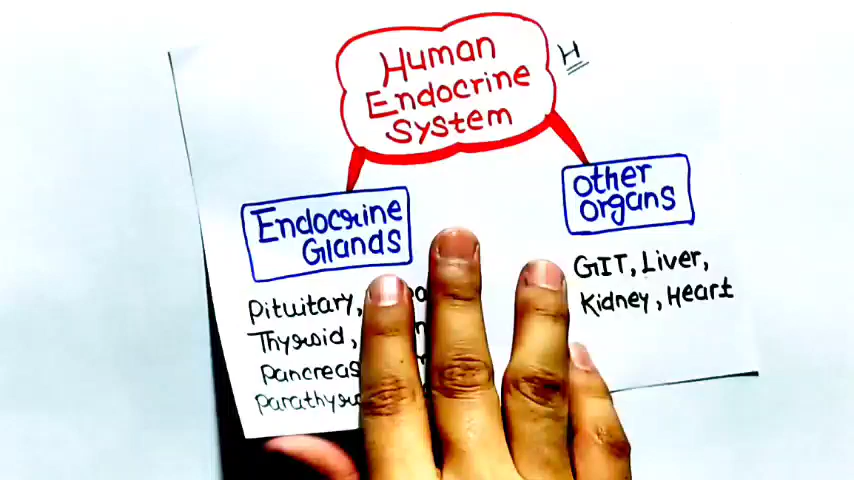 Human
Endocrine
System
H
Endocrine
Glands
Other
Organs
Pituitary,
Thyroid,
Pancreas
GIT, Liver,
Kidney, Heart